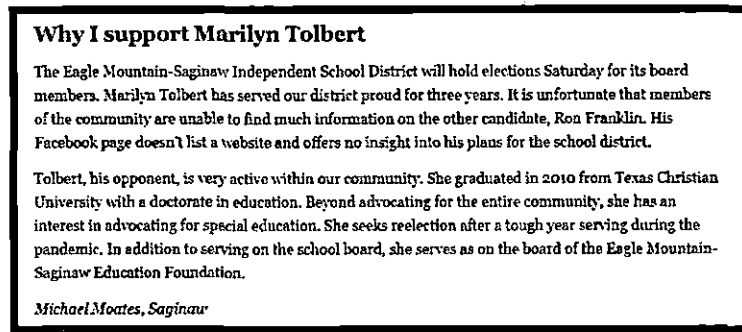 Why I support Marilyn Tolbert
The Eagle Mountain-Saginaw Independent School District will hold elections Saturday for its board
members. Marilyn Tolbert has served our district proud for three years. It is unfortunate that members
of the community are unable to find much information on the other candidate, Ron Franklin. His
Facebook page doesn't list a website and offers no insight into his plans for the school district.
Tolbert, his opponent, is very active within our community. She graduated in 2010 from Texas Christian
University with a doctorate in education. Beyond advocating for the entire community, she has an
interest in advocating for special education. She seeks reelection after a tough year serving during the
pandemic. In addition to serving on the school board, she serves as on the board of the Eagle Mountain-
Saginaw Education Foundation.
Michael Moates, Saginaw